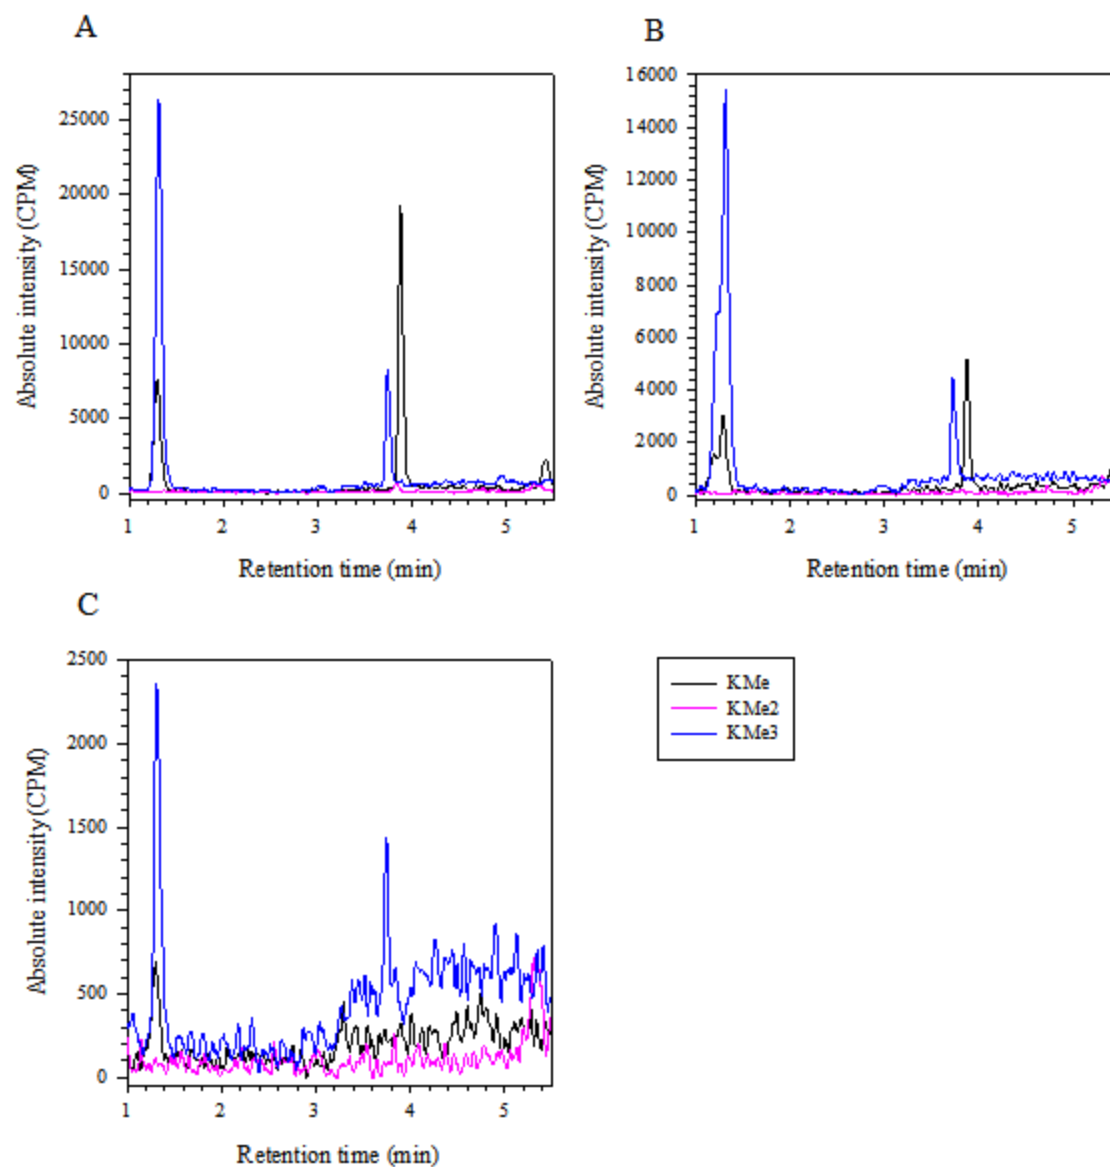 A
B
Absolute intensity (CPM)
25000
20000
15000
10000
5000
0
1 2 3 4 5
Retention time (min)
Absolute intensity (CPM)
16000
14000
12000
10000
8000
6000
4000
2000
0
1 2 3 4 5
Retention time (min)
C
Absolute intensity (CPM)
2500
2000
1500
1000
500
0
1 2 3 4 5
Retention time (min)
KMe
KMe2
KMe3